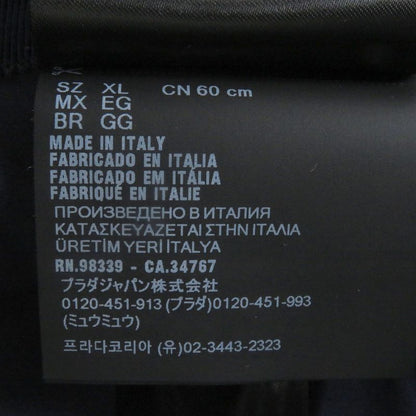 SZ XL CN 60 cm
MX EG
BR GG
MADE IN ITALY
FABRICADO EN ITALIA
FABRICADO EM ITÁLIA
FABRIQUÉ EN ITALIE
ПРОИЗВЕДЕНО В ИТАЛИЯ
ΚΑΤΑΣΚΕΥΑΖΕΤΑΙ ΣΤΗΝ ΙΤΑΛΙΑ
ÜRETİM YERİ İTALYA
RN.98339 - CA.34767
プラダジャパン株式会社
0120-451-913 (プラダ)0120-451-993
(ミュウミュウ)
프라다코리아 (유)02-3443-2323